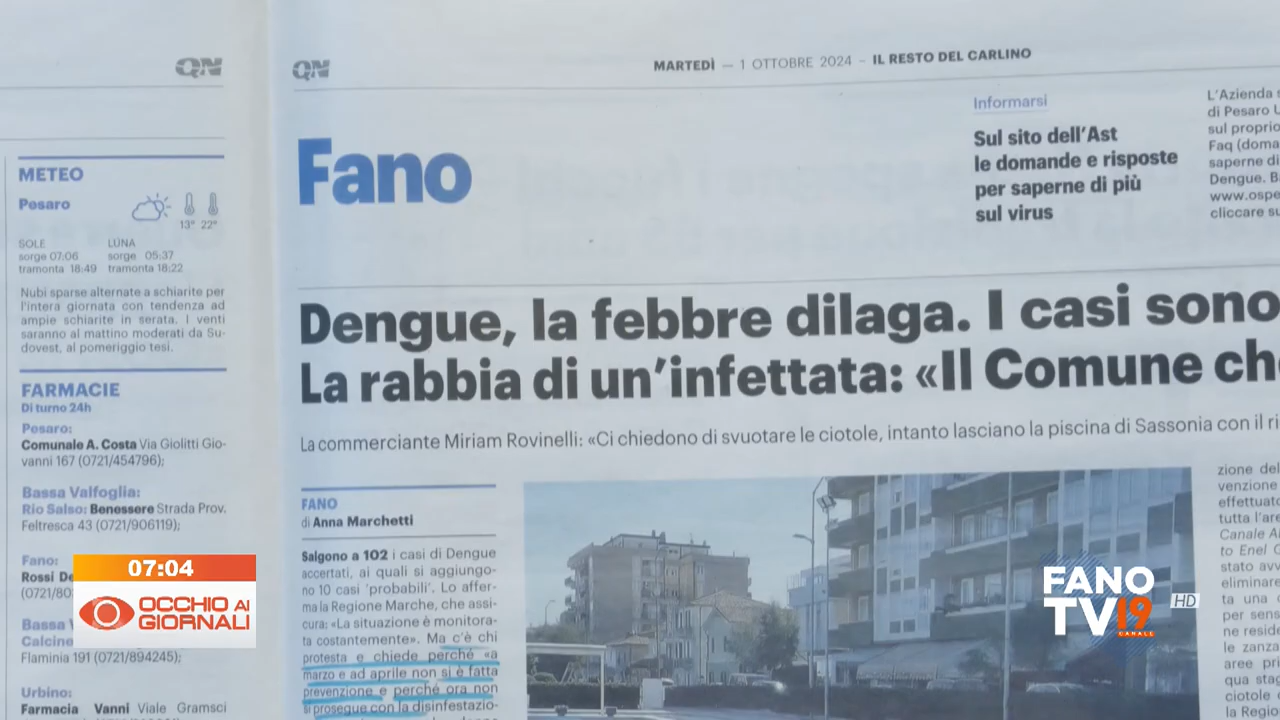 QN
METEO
Pesaro
13° 22°
SOLE
sorge 07:06
tramonta 18:49
LUNA
sorge 05:37
tramonta 18:22
Nubi sparse alternate a schiarite per
l'intera giornata con tendenza ad
ampie schiarite in serata. I venti
saranno al mattino moderati da Su-
dovest, al pomeriggio tesi.
FARMACIE
Di turno 24h
Pesaro:
Comunale A. Costa Via Giolitti Gio-
vanni 167 (0721/454796);
Bassa Valfoglia:
Rio Salso: Benessere Strada Prov.
Feltresca 43 (0721/906119);
Fano:
Rossi
(0721/80
Bassa
Calcine
Flaminia 191 (0721/894245);
Urbino:
Farmacia Vanni Viale Gramsci
QN
MARTEDÌ — 1 OTTOBRE 2024 – IL RESTO DEL CARLINO
Fano
Informarsi
Sul sito dell'Ast
le domande e risposte
per saperne di più
sul virus
L'Azienda
di Pesaro
sul proprio
Faq (doma
saperne di
Dengue.
www.ospe
cliccare
Dengue, la febbre dilaga. I casi sono
La rabbia di un'infettata: «Il Comune
La commerciante Miriam Rovinelli: «Ci chiedono di svuotare le ciotole, intanto lasciano la piscina di Sassonia con il
FANO
di Anna Marchetti
Salgono a 102 i casi di Dengue
accertati, ai quali si aggiungo-
no 10 casi 'probabili'. Lo affer-
ma la Regione Marche, che assi-
cura: «La situazione è monitora-
ta costantemente». Ma c'è chi
protesta e chiede perché «a
marzo e ad aprile non si è fatta
prevenzione e perché ora non
si prosegue con la disinfestazio-
zione del
venzione
effettuato
tutta l'are
Canale
to Enel
stato avv
eliminare
ta una
per sens
ne resid
le zanza
aree pri
qua stag
ciotole
la Regio
07:04
OCCHIO AI
GIORNALI
FANO
TV19 HD
CANALE